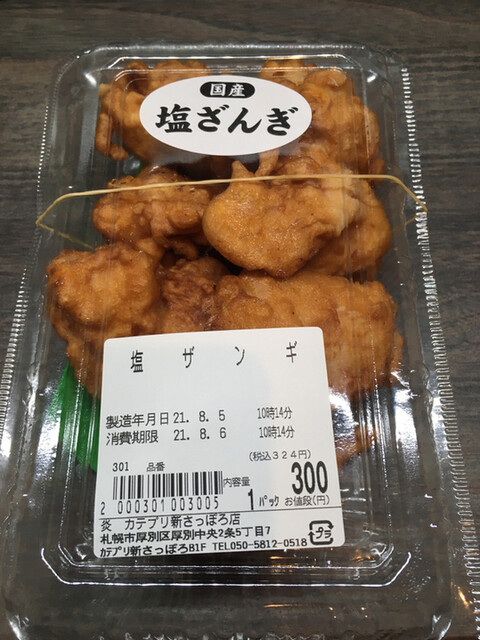 国産
塩ざんぎ
塩 ザ ン ギ
製造年月日 21. 8. 5 10時14分
消費期限 21. 8. 6 10時14分
(税込324円)
301 品番
内容量
1 パック
300
お値段(円)
2 000301 003005
炎 カテプリ新さっぽろ店
札幌市厚別区厚別中央2条5丁目7
カテプリ新さっぽろB1F TEL050-5812-0518
プラ